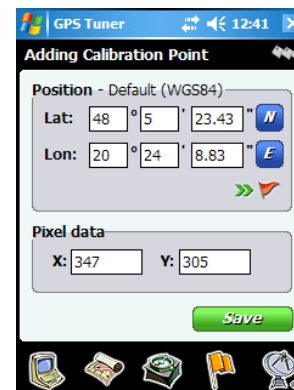 GPS Tuner 12:41
Adding Calibration Point
Position - Default (WGS84)
Lat: 48 ° 5 ' 23.43 " N
Lon: 20 ° 24 ' 8.83 " E
Pixel data
X: 347 Y: 305
Save